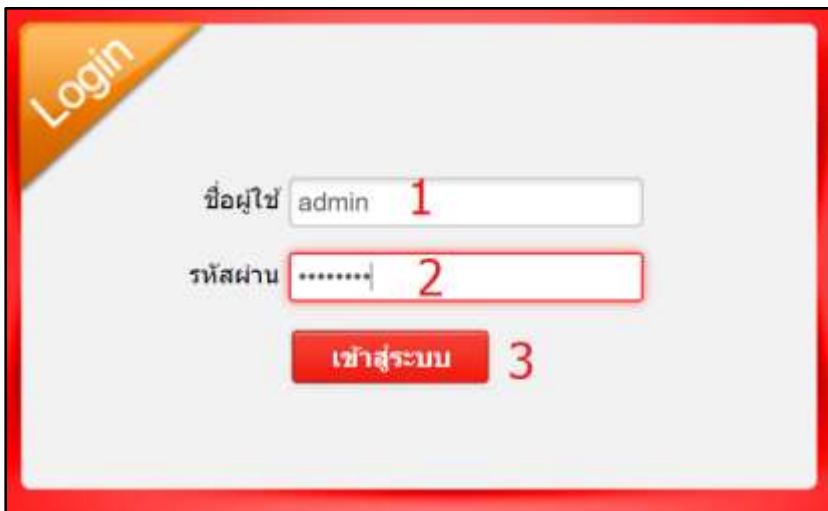 Login
ชื่อผู้ใช้ admin 1
รหัสผ่าน •••••••• 2
เข้าสู่ระบบ 3